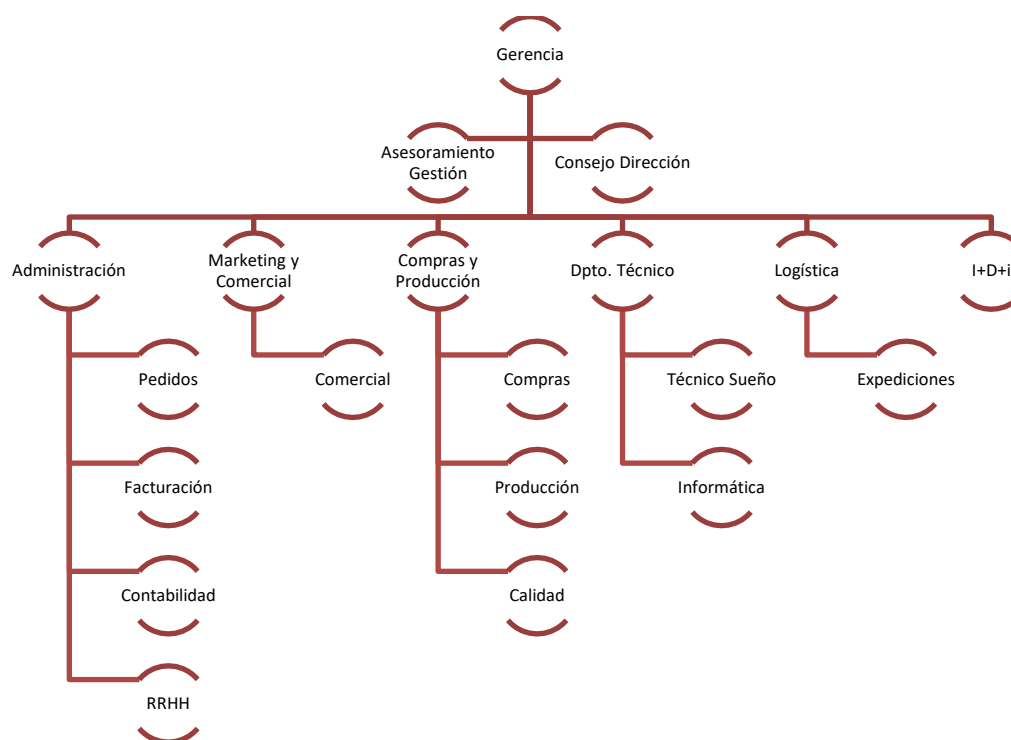 Gerencia
Asesoramiento
Gestión
Consejo Dirección
Administración
Marketing y
Comercial
Compras y
Producción
Dpto. Técnico
Logística
I+D+i
Pedidos
Comercial
Compras
Técnico Sueño
Expediciones
Facturación
Producción
Informática
Contabilidad
Calidad
RRHH